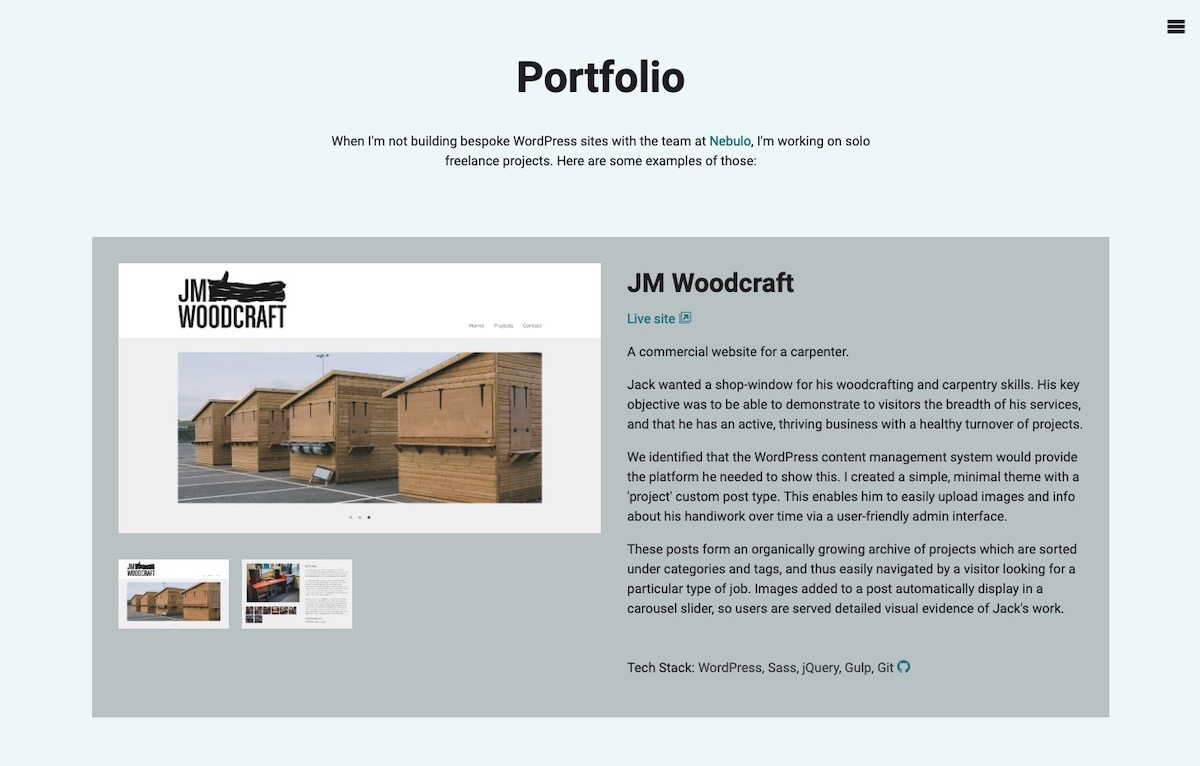 Portfolio
When I'm not building bespoke WordPress sites with the team at Nebulo, I'm working on solo
freelance projects. Here are some examples of those:
JM
WOODCRAFT
Home Projects Contact
JM Woodcraft
Live site
A commercial website for a carpenter.
Jack wanted a shop-window for his woodcrafting and carpentry skills. His key
objective was to be able to demonstrate to visitors the breadth of his services,
and that he has an active, thriving business with a healthy turnover of projects.
We identified that the WordPress content management system would provide
the platform he needed to show this. I created a simple, minimal theme with a
'project' custom post type. This enables him to easily upload images and info
about his handiwork over time via a user-friendly admin interface.
These posts form an organically growing archive of projects which are sorted
under categories and tags, and thus easily navigated by a visitor looking for a
particular type of job. Images added to a post automatically display in a
carousel slider, so users are served detailed visual evidence of Jack's work.
Tech Stack: WordPress, Sass, jQuery, Gulp, Git
JM
WOODCRAFT